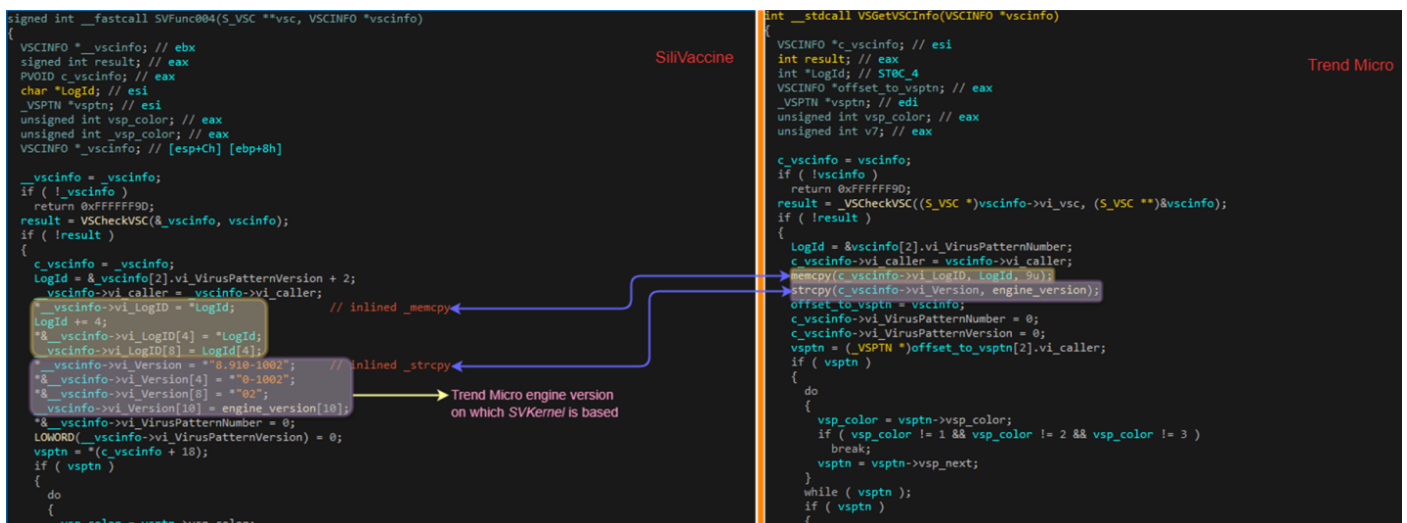 signed int __fastcall SVFunc004(S_VSC **vsc, VSCINFO *vscinfo)
{
VSCINFO *__vscinfo; // ebx
signed int result; // eax
PVOID c_vscinfo; // eax
char *LogId; // esi
_VSPTN *vsptn; // esi
unsigned int vsp_color; // eax
unsigned int _vsp_color; // eax
VSCINFO *_vscinfo; // [esp+Ch] [ebp+8h]
__vscinfo = _vscinfo;
if ( !_vscinfo )
return 0xFFFFFF9D;
result = VSCheckVSC(&_vscinfo, vscinfo);
if ( !result )
{
c_vscinfo = _vscinfo;
LogId = &_vscinfo[2].vi_VirusPatternVersion + 2;
__vscinfo->vi_caller = _vscinfo->vi_caller;
*__vscinfo->vi_LogID = *LogId; // inlined _memcpy
LogId += 4;
*&__vscinfo->vi_LogID[4] = *LogId;
__vscinfo->vi_LogID[8] = LogId[4];
*__vscinfo->vi_Version = *"8.910-1002"; // inlined _strcpy
*&__vscinfo->vi_Version[4] = *"0-1002";
*&__vscinfo->vi_Version[8] = *"02";
__vscinfo->vi_Version[10] = engine_version[10];
*&__vscinfo->vi_VirusPatternNumber = 0;
LOWORD(__vscinfo->vi_VirusPatternVersion) = 0;
vsptn = *(c_vscinfo + 18);
if ( vsptn )
{
do
{
vsp_color = vsptn->vsp_color;
SiliVaccine
Trend Micro engine version
on which SVKernel is based
int __stdcall VSGetVSCInfo(VSCINFO *vscinfo)
{
VSCINFO *c_vscinfo; // esi
int result; // eax
int *LogId; // ST0C_4
VSCINFO *offset_to_vsptn; // eax
_VSPTN *vsptn; // edi
unsigned int vsp_color; // eax
unsigned int v7; // eax
c_vscinfo = vscinfo;
if ( !vscinfo )
return 0xFFFFFF9D;
result = _VSCheckVSC((S_VSC *)vscinfo->vi_vsc, (S_VSC **)&vscinfo);
if ( !result )
{
LogId = &vscinfo[2].vi_VirusPatternNumber;
c_vscinfo->vi_caller = vscinfo->vi_caller;
memcpy(c_vscinfo->vi_LogID, LogId, 9u);
strcpy(c_vscinfo->vi_Version, engine_version);
offset_to_vsptn = vscinfo;
c_vscinfo->vi_VirusPatternNumber = 0;
c_vscinfo->vi_VirusPatternVersion = 0;
vsptn = (_VSPTN *)offset_to_vsptn[2].vi_caller;
if ( vsptn )
{
do
{
vsp_color = vsptn->vsp_color;
if ( vsp_color != 1 && vsp_color != 2 && vsp_color != 3 )
break;
vsptn = vsptn->vsp_next;
}
while ( vsptn );
if ( vsptn )
{
Trend Micro